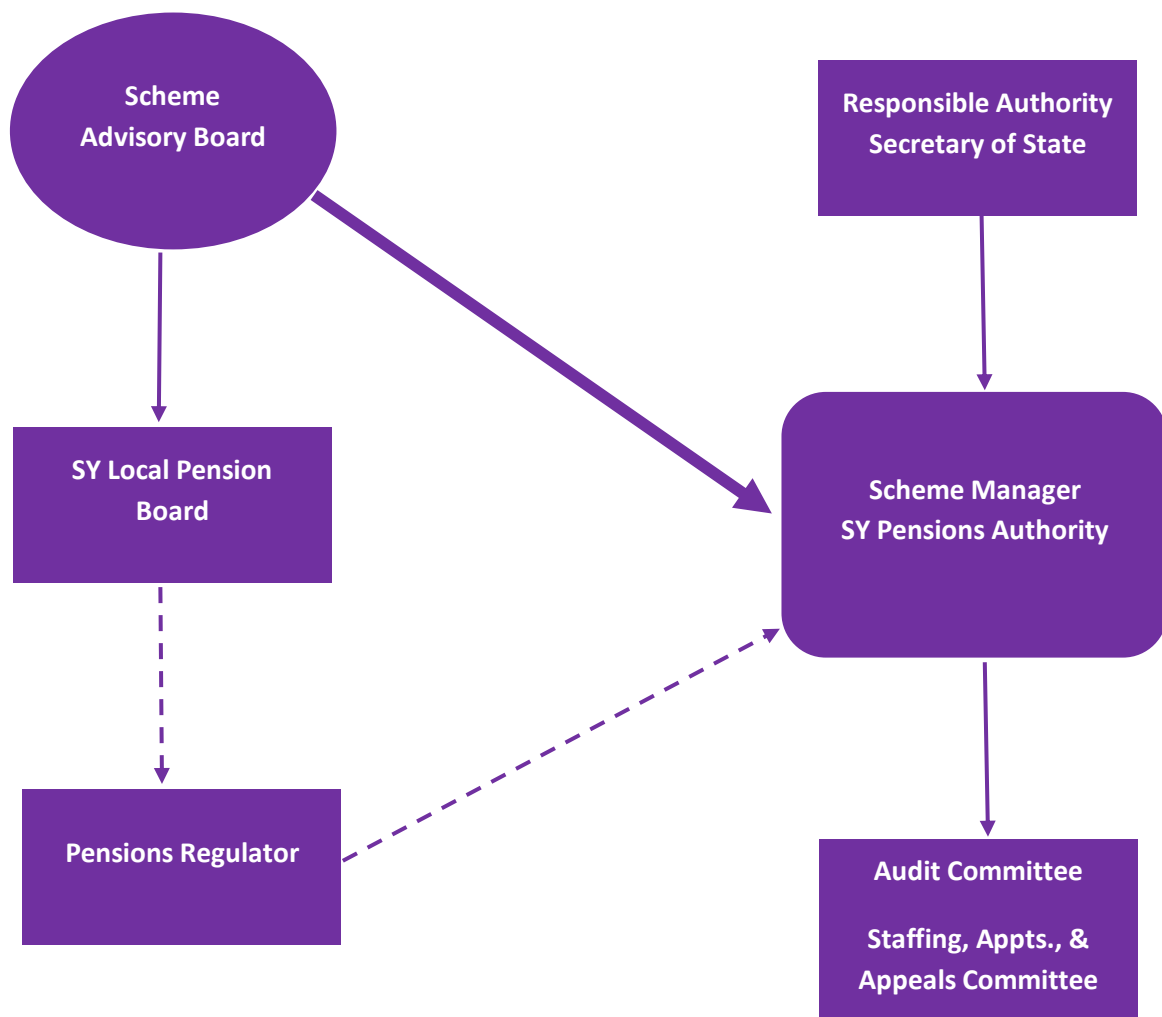 Scheme
Advisory Board
Responsible Authority
Secretary of State
SY Local Pension
Board
Scheme Manager
SY Pensions Authority
Pensions Regulator
Audit Committee
Staffing, Appts., &
Appeals Committee